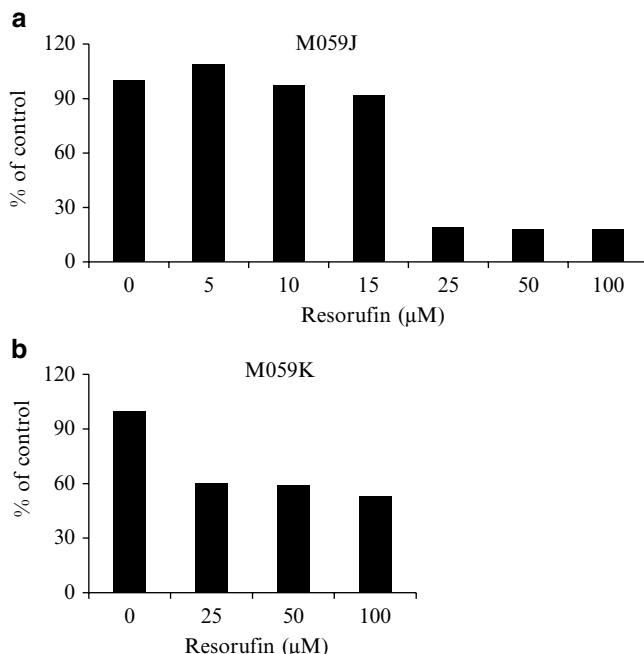 a
M059J
120
90
60
30
0
% of control
0 5 10 15 25 50 100
Resorufin (μM)
b
M059K
120
90
60
30
0
% of control
0 25 50 100
Resorufin (μM)